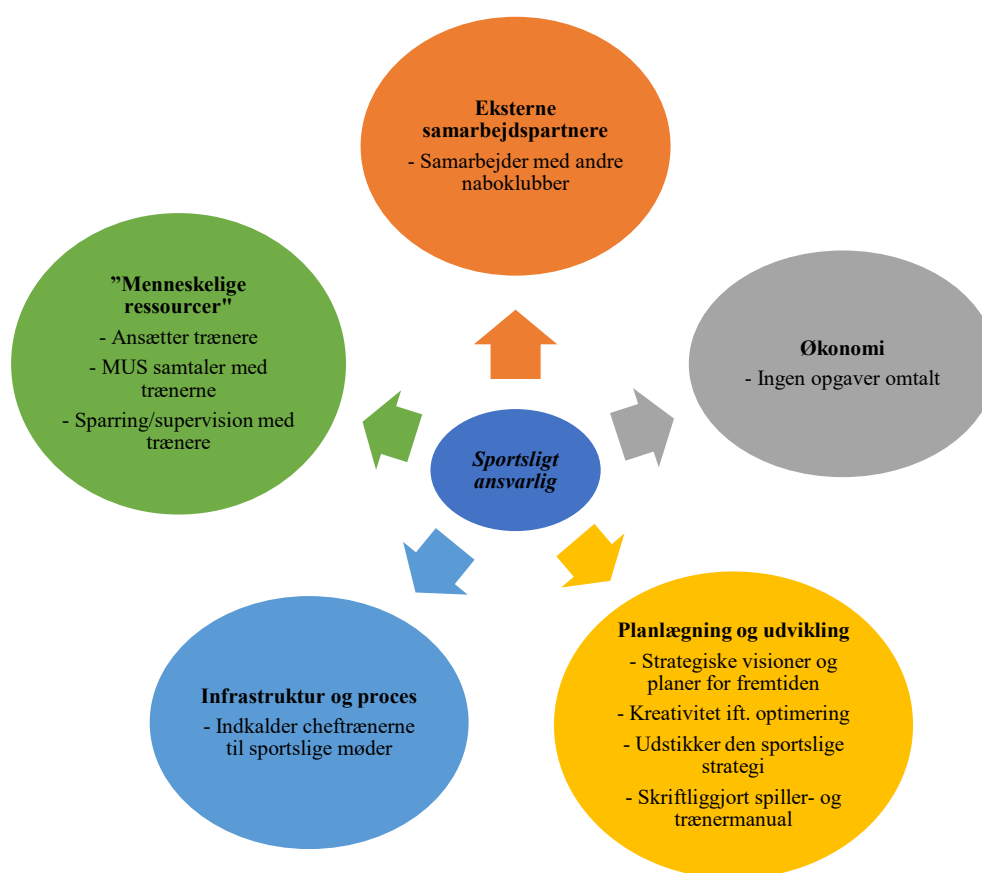 Eksterne
samarbejdspartnere
- Samarbejder med andre
naboklubber
”Menneskelige
ressourcer"
- Ansætter trænere
- MUS samtaler med
trænerne
- Sparring/supervision med
trænere
Økonomi
- Ingen opgaver omtalt
Sportsligt
ansvarlig
Infrastruktur og proces
- Indkalder cheftrænerne
til sportslige møder
Planlægning og udvikling
- Strategiske visioner og
planer for fremtiden
- Kreativitet ift. optimering
- Udstikker den sportslige
strategi
- Skriftliggjort spiller- og
trænermanual